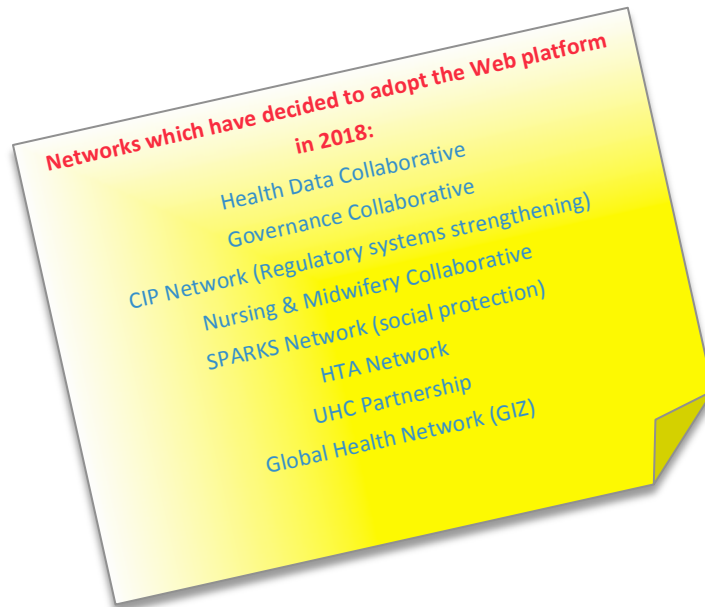 Networks which have decided to adopt the Web platform
in 2018:
Health Data Collaborative
Governance Collaborative
CIP Network (Regulatory systems strengthening)
Nursing & Midwifery Collaborative
SPARKS Network (social protection)
HTA Network
UHC Partnership
Global Health Network (GIZ)